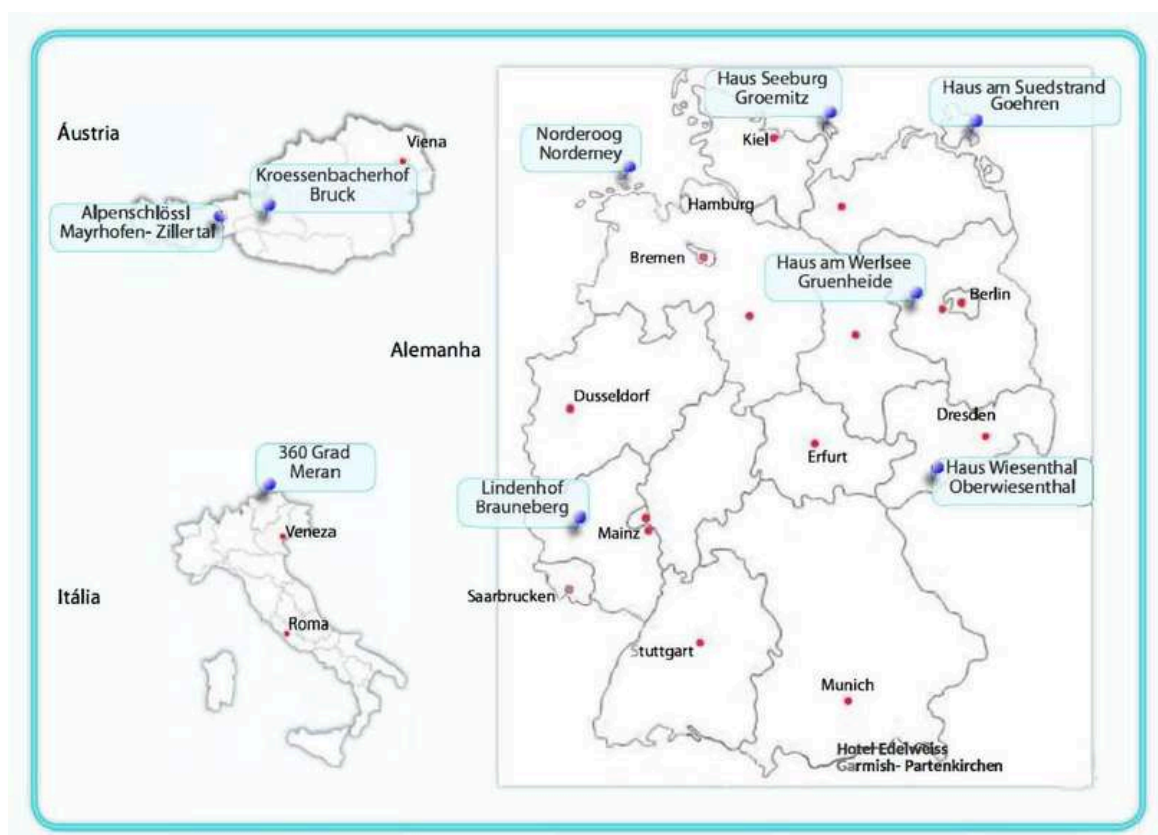 Áustria
Viena
Kroessenbacherhof
Bruck
Alpenschlössl
Mayrhofen- Zillertal
Itália
360 Grad
Meran
Veneza
Roma
Alemanha
Haus Seeburg
Groemitz
Haus am Suedstrand
Goehren
Norderoog
Norderney
Kiel
Hamburg
Bremen
Haus am Werlsee
Gruenheide
Berlin
Dusseldorf
Dresden
Erfurt
Haus Wiesenthal
Oberwiesenthal
Lindenhof
Brauneberg
Mainz
Saarbrucken
Stuttgart
Munich
Hotel Edelweiss
Garmish- Partenkirchen